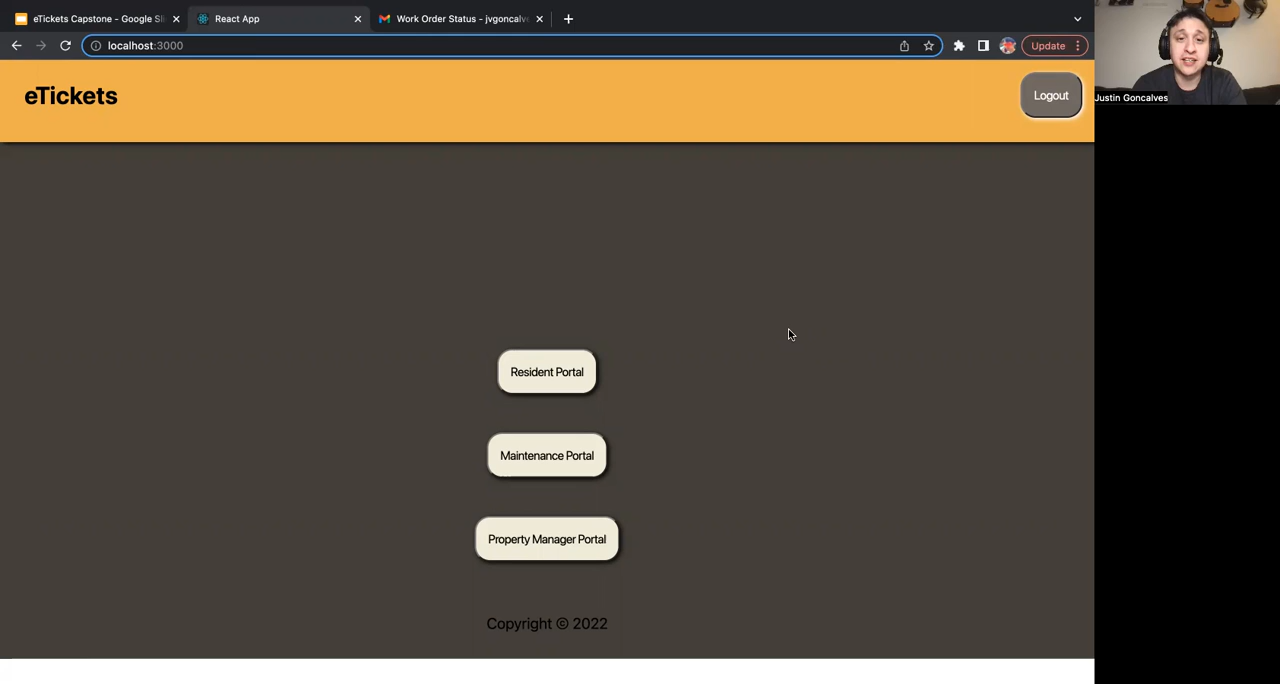 eTickets Capstone - Google Sli
React App
Work Order Status - jvgoncalv
localhost:3000
Update
eTickets
Logout
Justin Goncalves
Resident Portal
Maintenance Portal
Property Manager Portal
Copyright © 2022